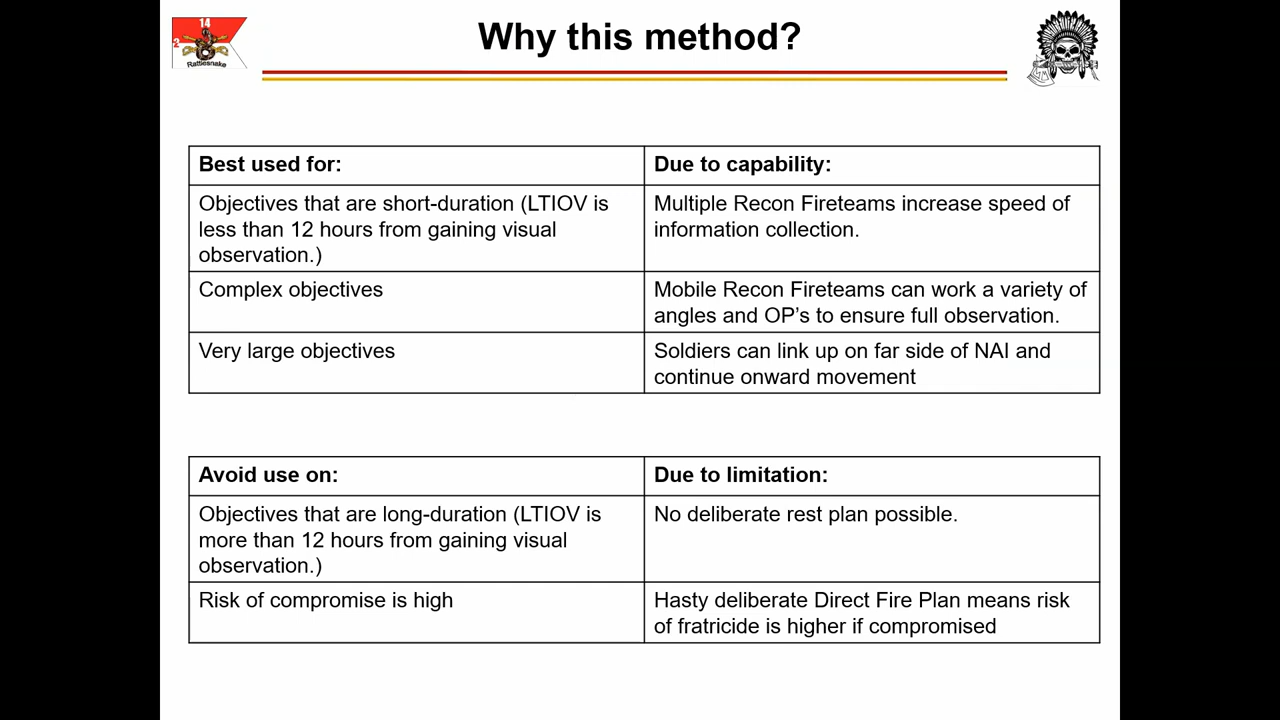 Why this method?
14
2
Rattlesnake
Best used for:
Due to capability:
Objectives that are short-duration (LTIOV is
less than 12 hours from gaining visual
observation.)
Multiple Recon Fireteams increase speed of
information collection.
Complex objectives
Mobile Recon Fireteams can work a variety of
angles and OP’s to ensure full observation.
Very large objectives
Soldiers can link up on far side of NAI and
continue onward movement
Avoid use on:
Due to limitation:
Objectives that are long-duration (LTIOV is
more than 12 hours from gaining visual
observation.)
No deliberate rest plan possible.
Risk of compromise is high
Hasty deliberate Direct Fire Plan means risk
of fratricide is higher if compromised